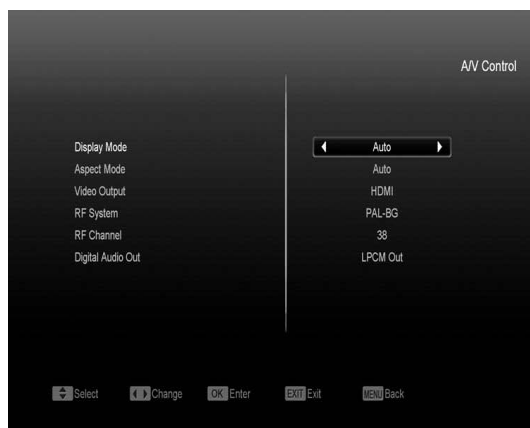 A/V Control
Display Mode Auto
Aspect Mode Auto
Video Output HDMI
RF System PAL-BG
RF Channel 38
Digital Audio Out LPCM Out
Select Change OK Enter EXIT Exit MENU Back